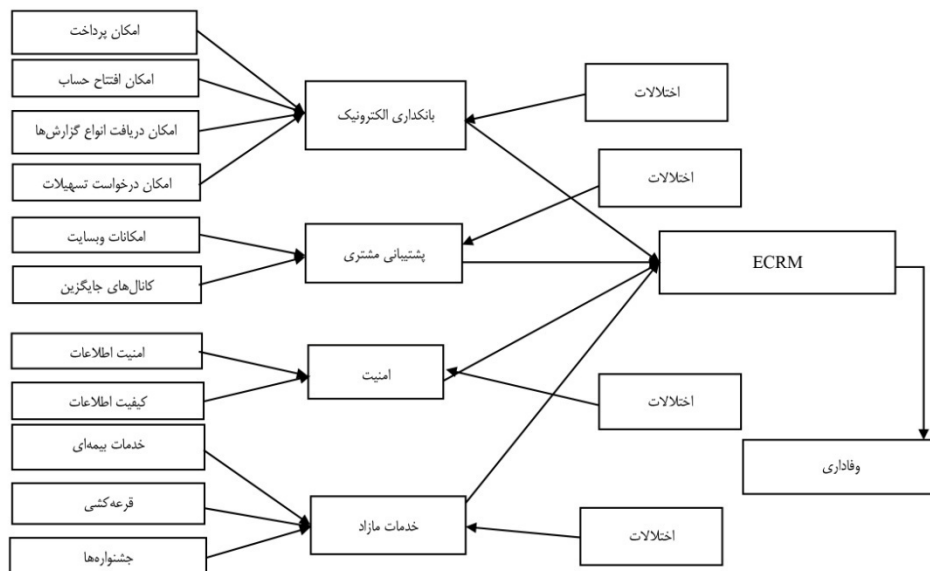 امکان پرداخت
امکان افتتاح حساب
امکان دریافت انواع گزارش‌ها
امکان درخواست تسهیلات
امکانات وبسایت
کانال‌های جایگزین
امنیت اطلاعات
کیفیت اطلاعات
خدمات بیمه‌ای
قرعه‌کشی
جشنواره‌ها
بانکداری الکترونیک
پشتیبانی مشتری
امنیت
خدمات مازاد
اختلالات
اختلالات
اختلالات
اختلالات
ECRM
وفاداری